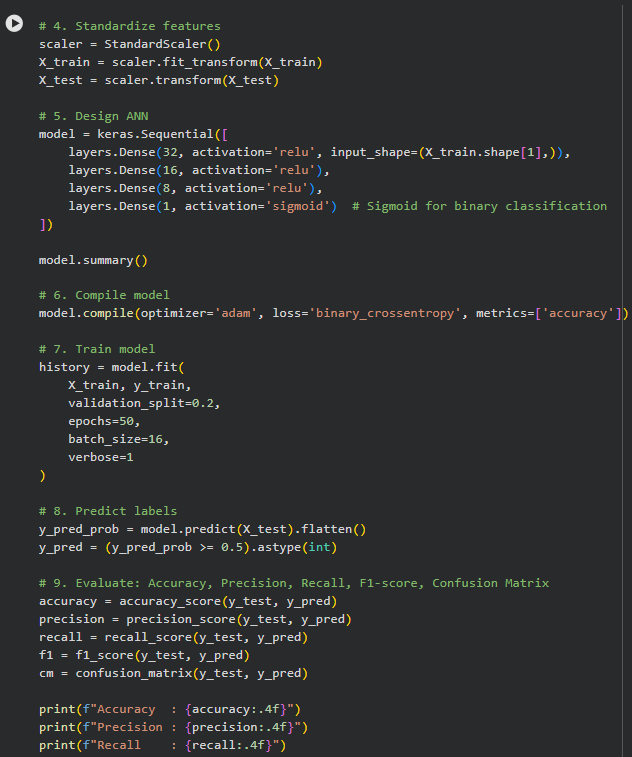 # 4. Standardize features
scaler = StandardScaler()
X_train = scaler.fit_transform(X_train)
X_test = scaler.transform(X_test)

# 5. Design ANN
model = keras.Sequential([
    layers.Dense(32, activation='relu', input_shape=(X_train.shape[1],)),
    layers.Dense(16, activation='relu'),
    layers.Dense(8, activation='relu'),
    layers.Dense(1, activation='sigmoid')  # Sigmoid for binary classification
])

model.summary()

# 6. Compile model
model.compile(optimizer='adam', loss='binary_crossentropy', metrics=['accuracy'])

# 7. Train model
history = model.fit(
    X_train, y_train,
    validation_split=0.2,
    epochs=50,
    batch_size=16,
    verbose=1
)

# 8. Predict labels
y_pred_prob = model.predict(X_test).flatten()
y_pred = (y_pred_prob >= 0.5).astype(int)

# 9. Evaluate: Accuracy, Precision, Recall, F1-score, Confusion Matrix
accuracy = accuracy_score(y_test, y_pred)
precision = precision_score(y_test, y_pred)
recall = recall_score(y_test, y_pred)
f1 = f1_score(y_test, y_pred)
cm = confusion_matrix(y_test, y_pred)

print(f"Accuracy  : {accuracy:.4f}")
print(f"Precision : {precision:.4f}")
print(f"Recall    : {recall:.4f}")